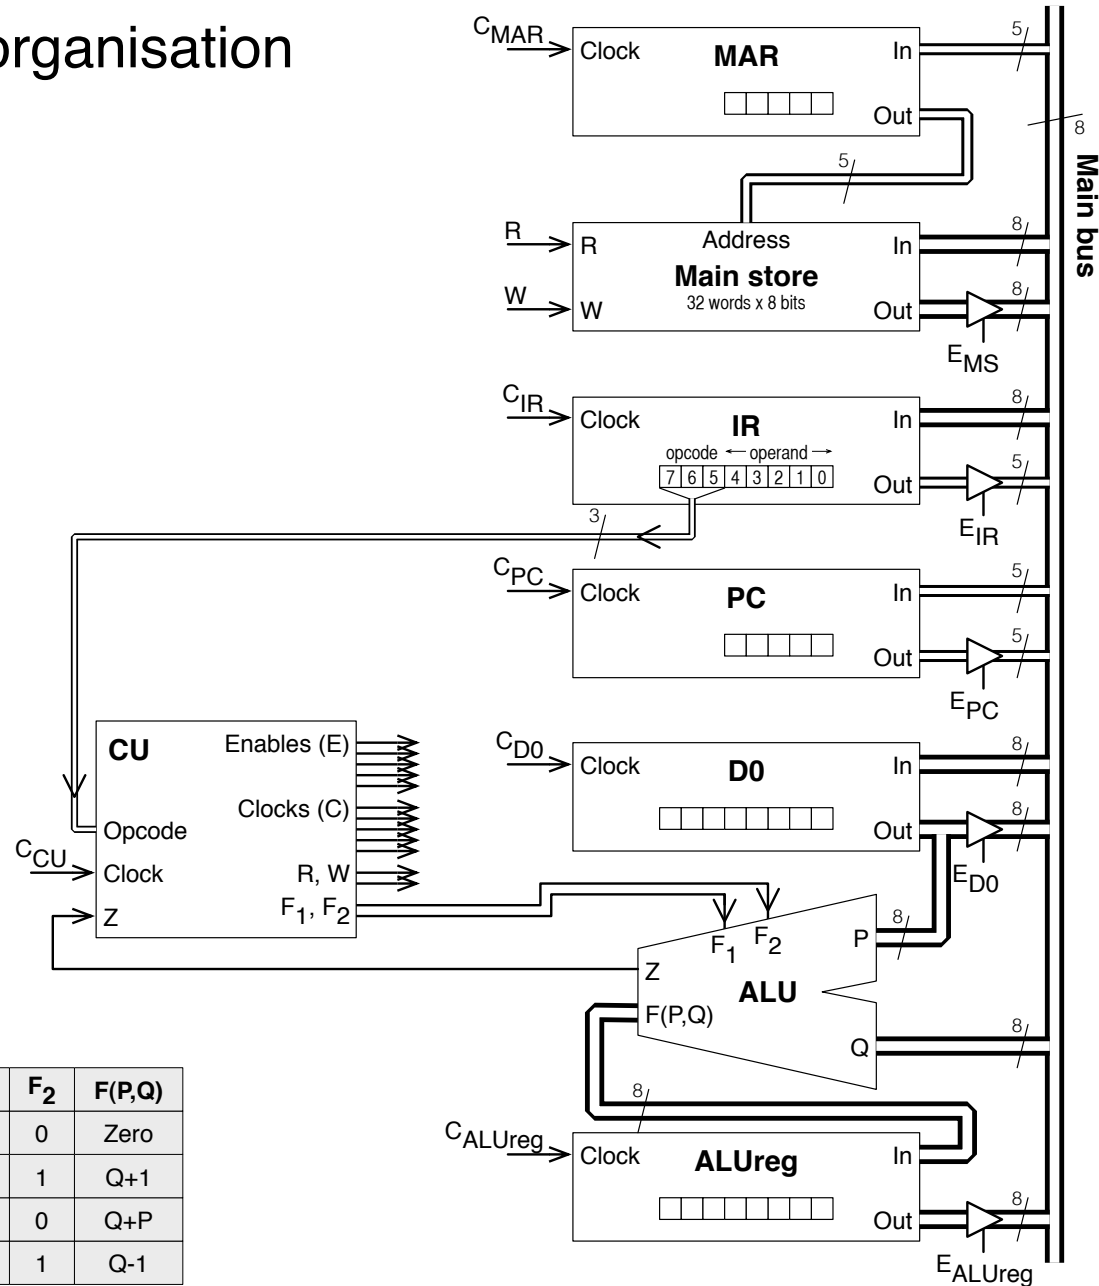 organisation
C_MAR
Clock
MAR
In
5
Out
8
Main bus
5
R
R
Address
In
8
Main store
32 words x 8 bits
W
W
Out
8
E_MS
C_IR
Clock
IR
In
8
opcode ← operand →
7 6 5 4 3 2 1 0
Out
5
E_IR
3
C_PC
Clock
PC
In
5
Out
5
E_PC
C_D0
Clock
D0
In
8
Out
8
E_D0
CU
Enables (E)
Clocks (C)
Opcode
C_CU
Clock
R, W
Z
F1, F2
F1
F2
P
8
Z
ALU
F(P,Q)
Q
8
8
C_ALUreg
Clock
ALUreg
In
Out
8
E_ALUreg
F2 F(P,Q)
0 Zero
1 Q+1
0 Q+P
1 Q-1